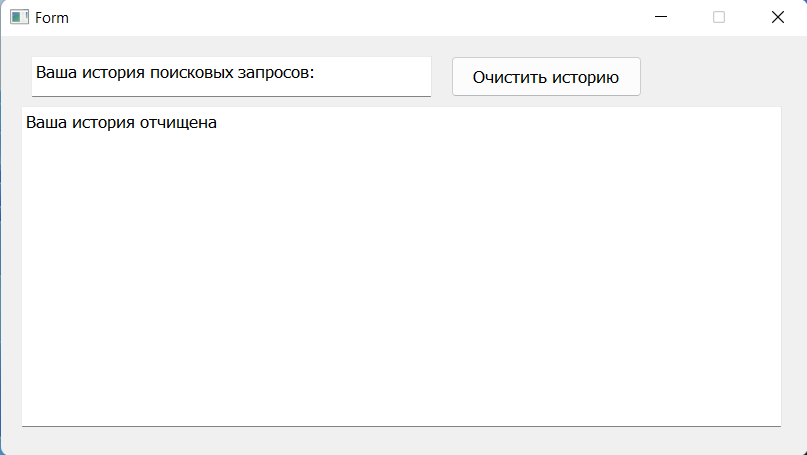 Form
Ваша история поисковых запросов:
Очистить историю
Ваша история отчищена